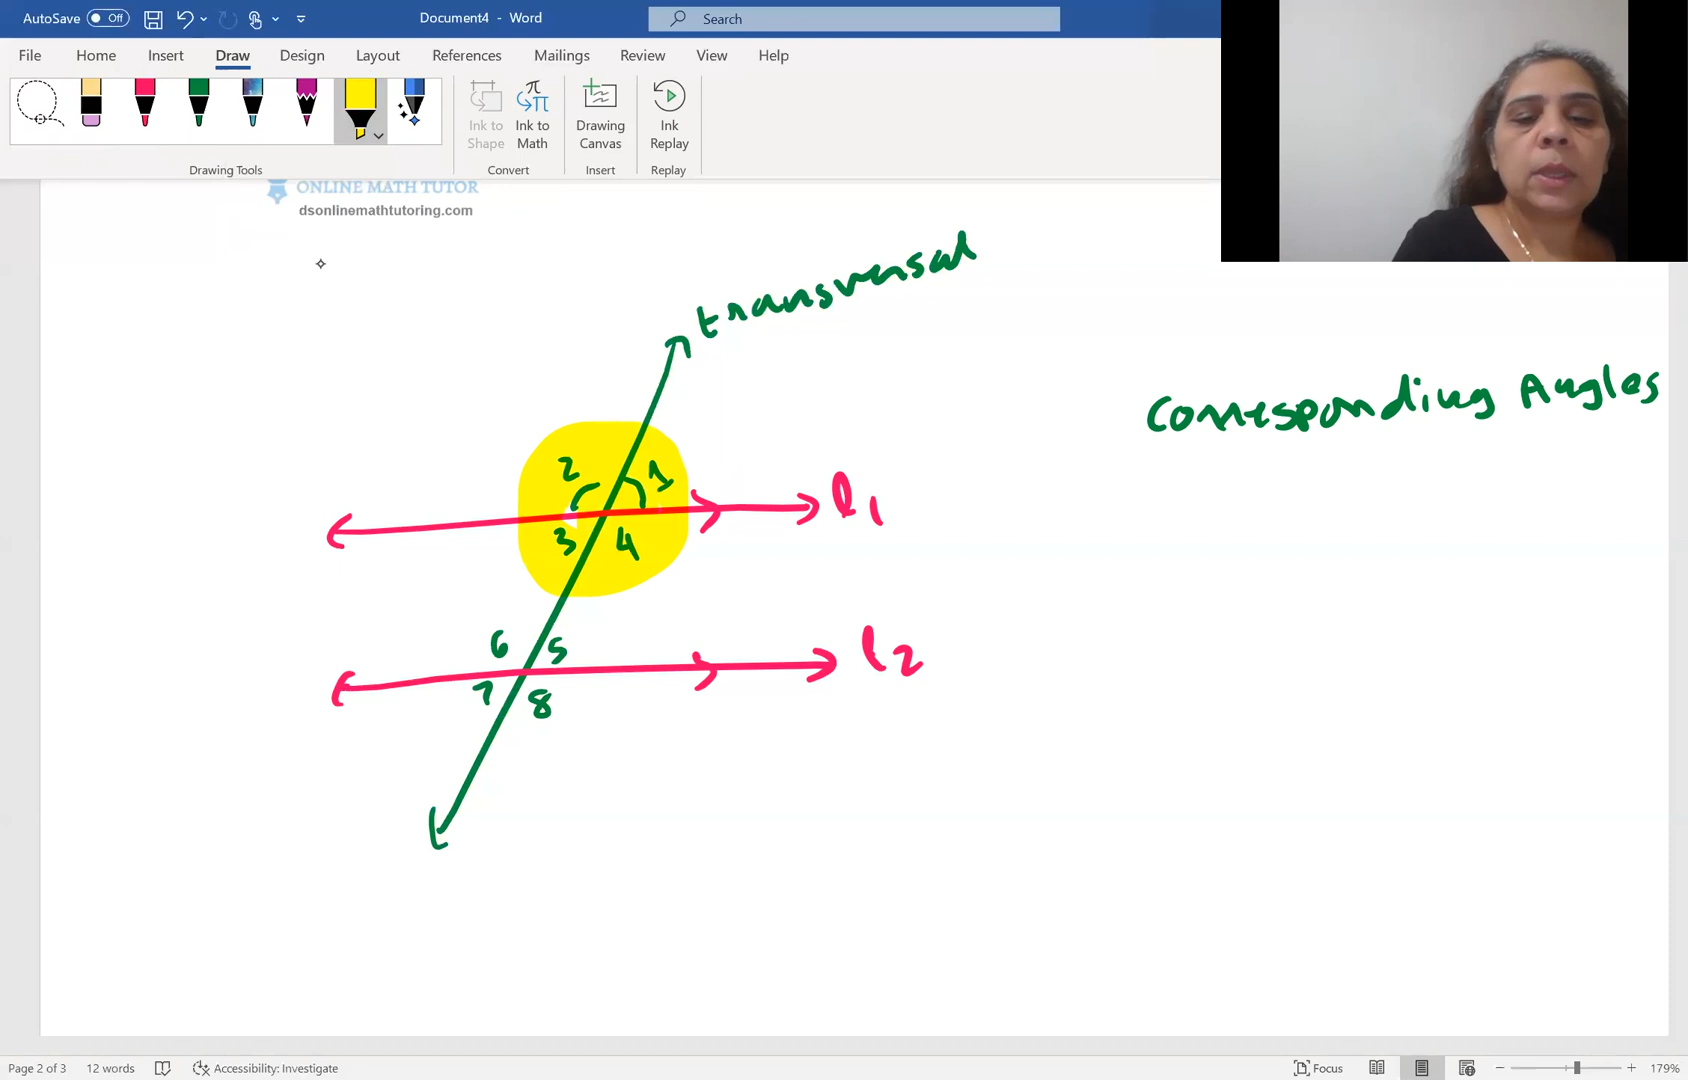 AutoSave Off Document4 - Word Search
File Home Insert Draw Design Layout References Mailings Review View Help
Ink to Shape Ink to Math Drawing Canvas Ink Replay
Drawing Tools Convert Insert Replay
ONLINE MATH TUTOR
dsonlinemathtutoring.com
transversal
Corresponding Angles
2 1
l1
3 4
6 5
l2
7 8
Page 2 of 3 12 words Accessibility: Investigate Focus 179%